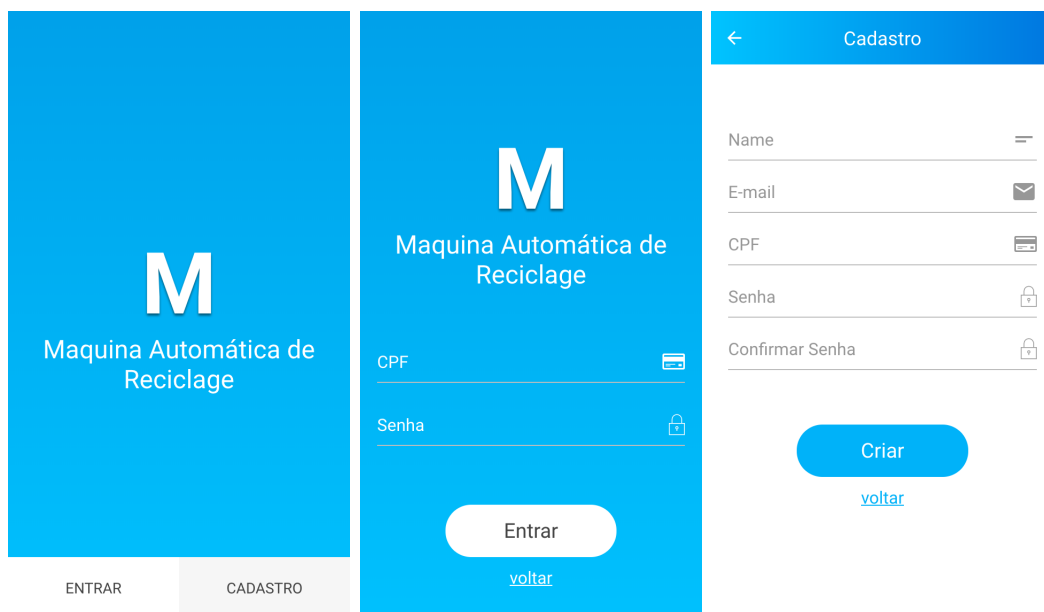 M
Maquina Automática de
Reciclage
ENTRAR
CADASTRO
M
Maquina Automática de
Reciclage
CPF
Senha
Entrar
voltar
Cadastro
Name
E-mail
CPF
Senha
Confirmar Senha
Criar
voltar